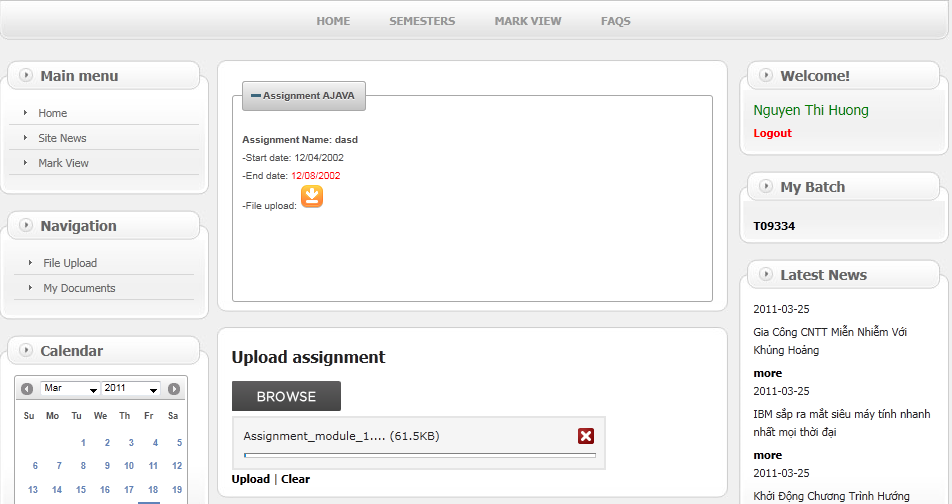 HOME SEMESTERS MARK VIEW FAQS
Main menu
Home
Site News
Mark View
Navigation
File Upload
My Documents
Calendar
Mar 2011
Su Mo Tu We Th Fr Sa
1 2 3 4 5
6 7 8 9 10 11 12
13 14 15 16 17 18 19
Assignment AJAVA
Assignment Name: dasd
-Start date: 12/04/2002
-End date: 12/08/2002
-File upload:
Upload assignment
BROWSE
Assignment_module_1.... (61.5KB)
Upload | Clear
Welcome!
Nguyen Thi Huong
Logout
My Batch
T09334
Latest News
2011-03-25
Gia Công CNTT Miễn Nhiễm Với
Khủng Hoảng
more
2011-03-25
IBM sắp ra mắt siêu máy tính nhanh
nhất mọi thời đại
more
2011-03-25
Khởi Động Chương Trình Hướng